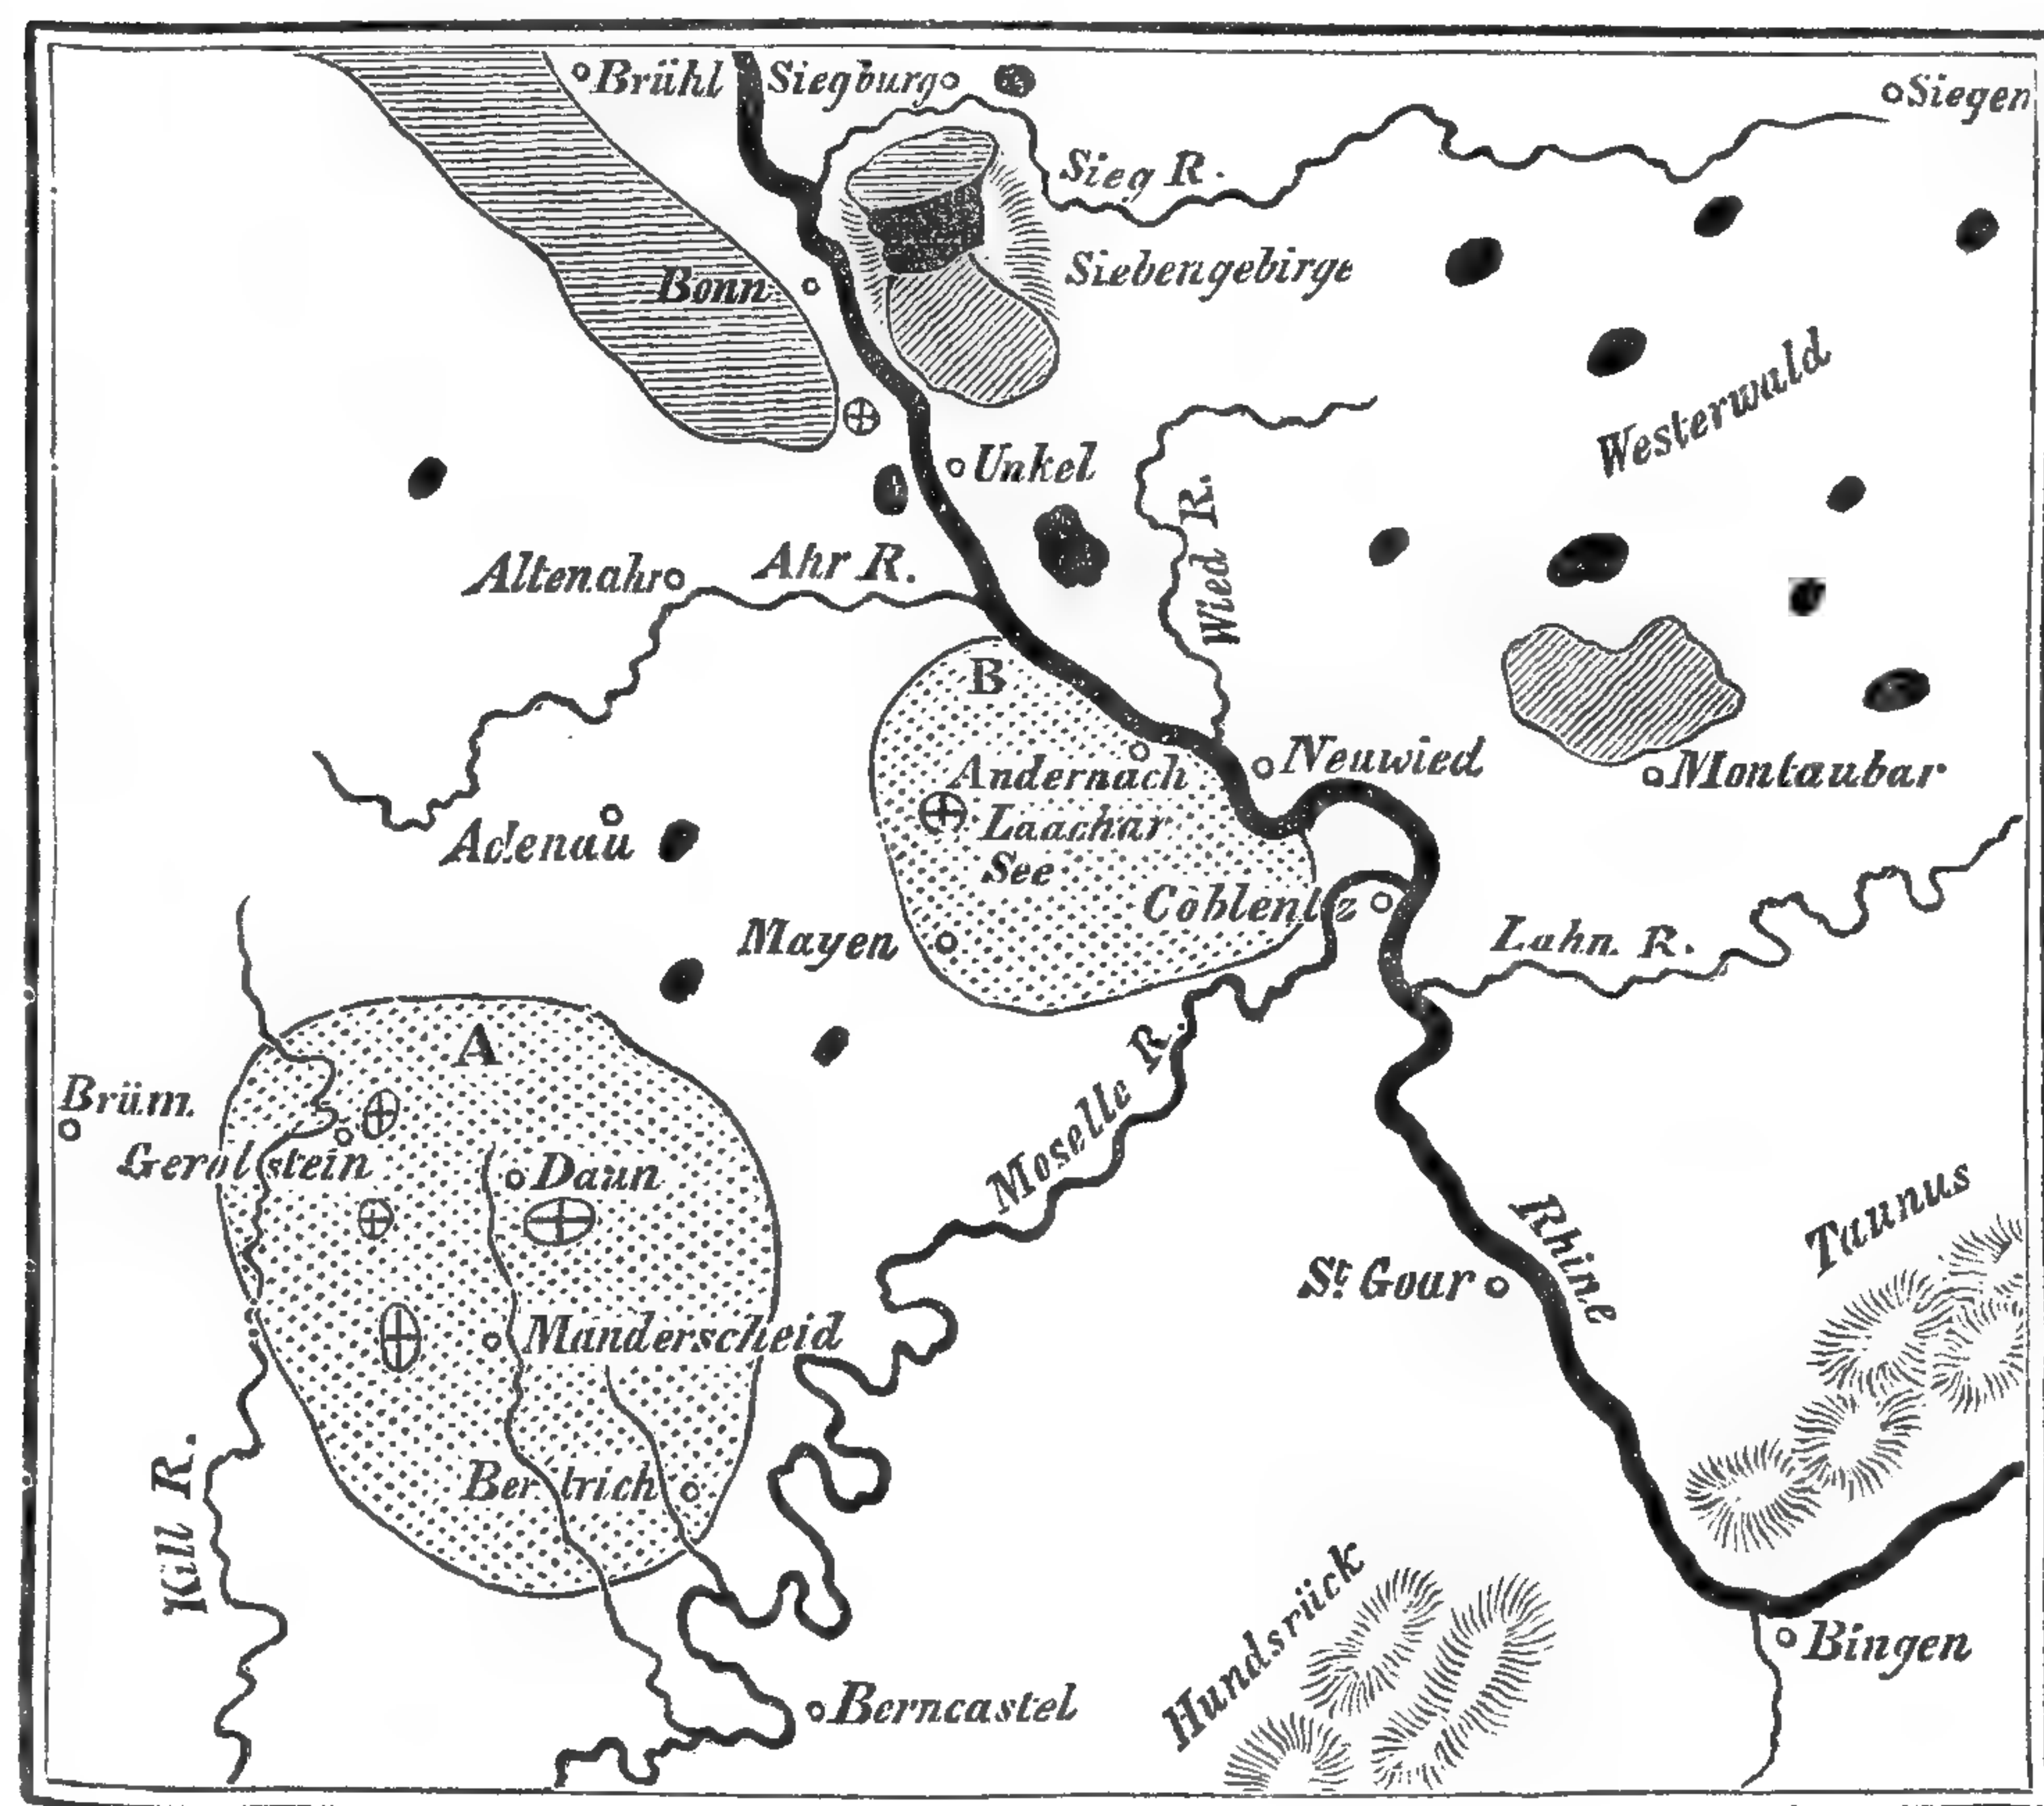 Brühl
Siegburg
Siegen
Sieg R.
Siebengebirge
Bonn
Westerwald
Unkel
Wied R.
Altenahr
Ahr R.
B
Andernach
Neuwied
Montaubar
Laachar
See
Adenau
Coblentz
Mayen
Lahn R.
A
Moselle R.
Brüm.
Gerolstein
Daun
Rhine
Taunus
St. Goar
Manderscheid
Bertrich
Kill R.
Hundsrück
Bingen
Berncastel